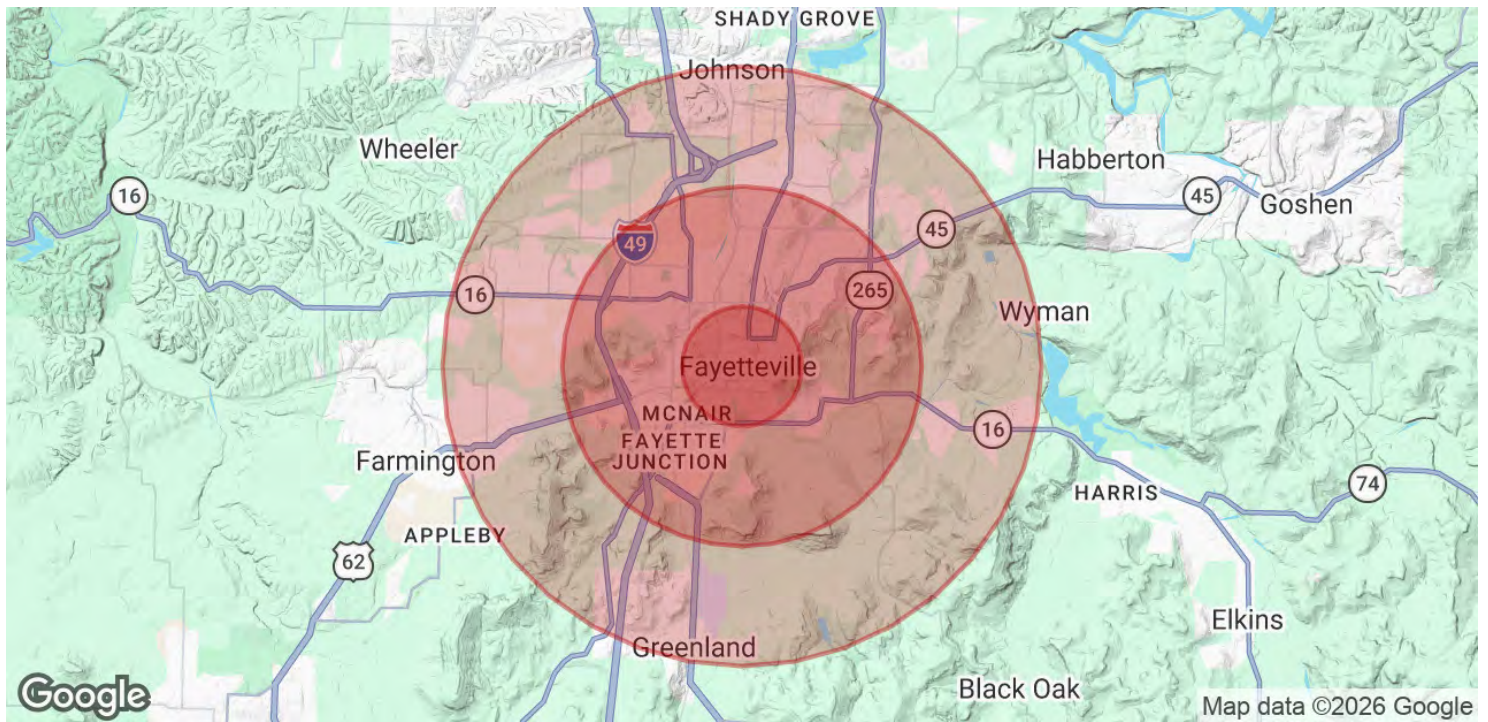 SHADY GROVE
Johnson
Wheeler
Habberton
16
45
Goshen
45
49
16
265
Wyman
Fayetteville
MCNAIR
FAYETTE
JUNCTION
16
Farmington
74
HARRIS
APPLEBY
62
Elkins
Greenland
Black Oak
Google
Map data ©2026 Google